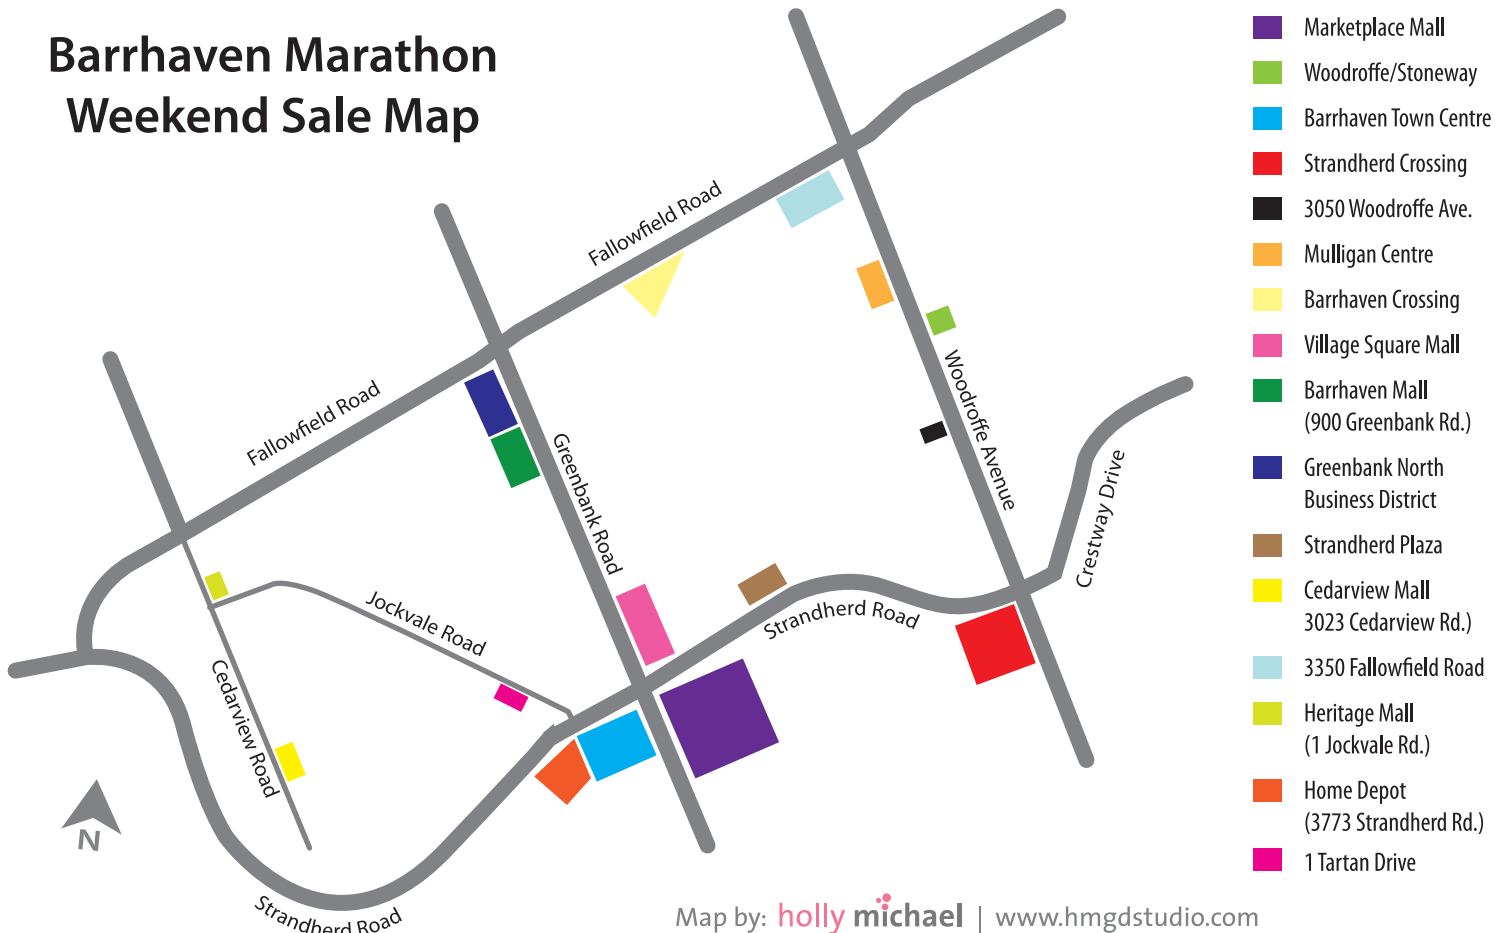 Barrhaven Marathon
Weekend Sale Map
Fallowfield Road
Fallowfield Road
Greenbank Road
Woodroffe Avenue
Crestway Drive
Jockvale Road
Strandherd Road
Cedarview Road
N
Strandherd Road
Marketplace Mall
Woodroffe/Stoneway
Barrhaven Town Centre
Strandherd Crossing
3050 Woodroffe Ave.
Mulligan Centre
Barrhaven Crossing
Village Square Mall
Barrhaven Mall
(900 Greenbank Rd.)
Greenbank North
Business District
Strandherd Plaza
Cedarview Mall
3023 Cedarview Rd.)
3350 Fallowfield Road
Heritage Mall
(1 Jockvale Rd.)
Home Depot
(3773 Strandherd Rd.)
1 Tartan Drive
Map by: holly michael | www.hmgdstudio.com